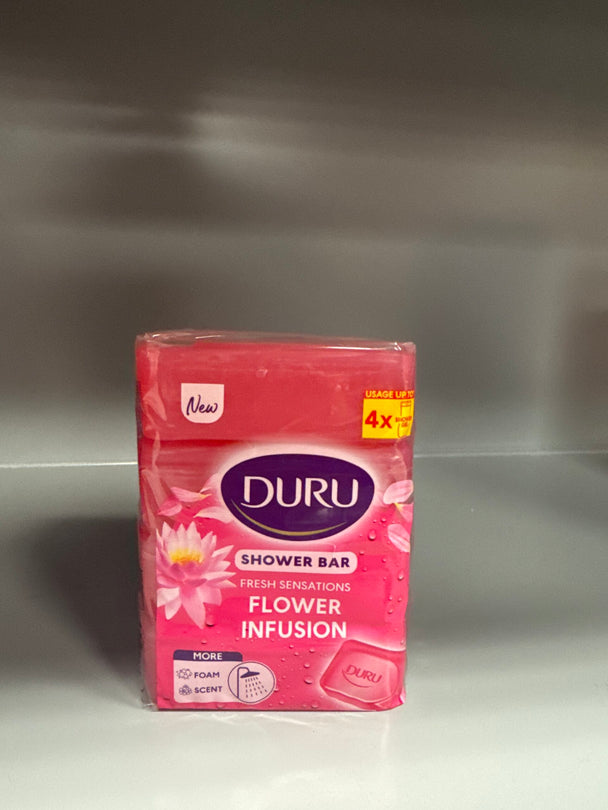 New
USAGE UP TO
4x
DURU
SHOWER BAR
FRESH SENSATIONS
FLOWER
INFUSION
MORE
FOAM
SCENT
DURU